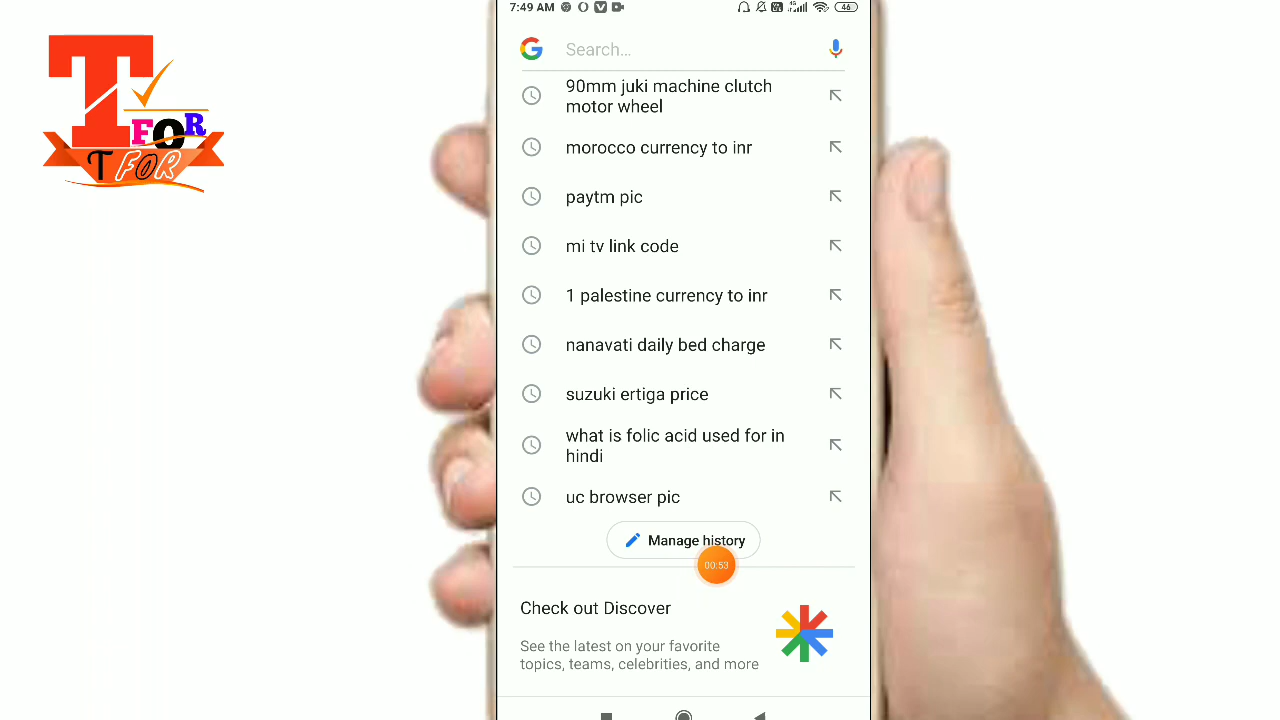 7:49 AM
46
T
FOR
T FOR
Search...
90mm juki machine clutch
motor wheel
morocco currency to inr
paytm pic
mi tv link code
1 palestine currency to inr
nanavati daily bed charge
suzuki ertiga price
what is folic acid used for in
hindi
uc browser pic
Manage history
00:53
Check out Discover
See the latest on your favorite
topics, teams, celebrities, and more